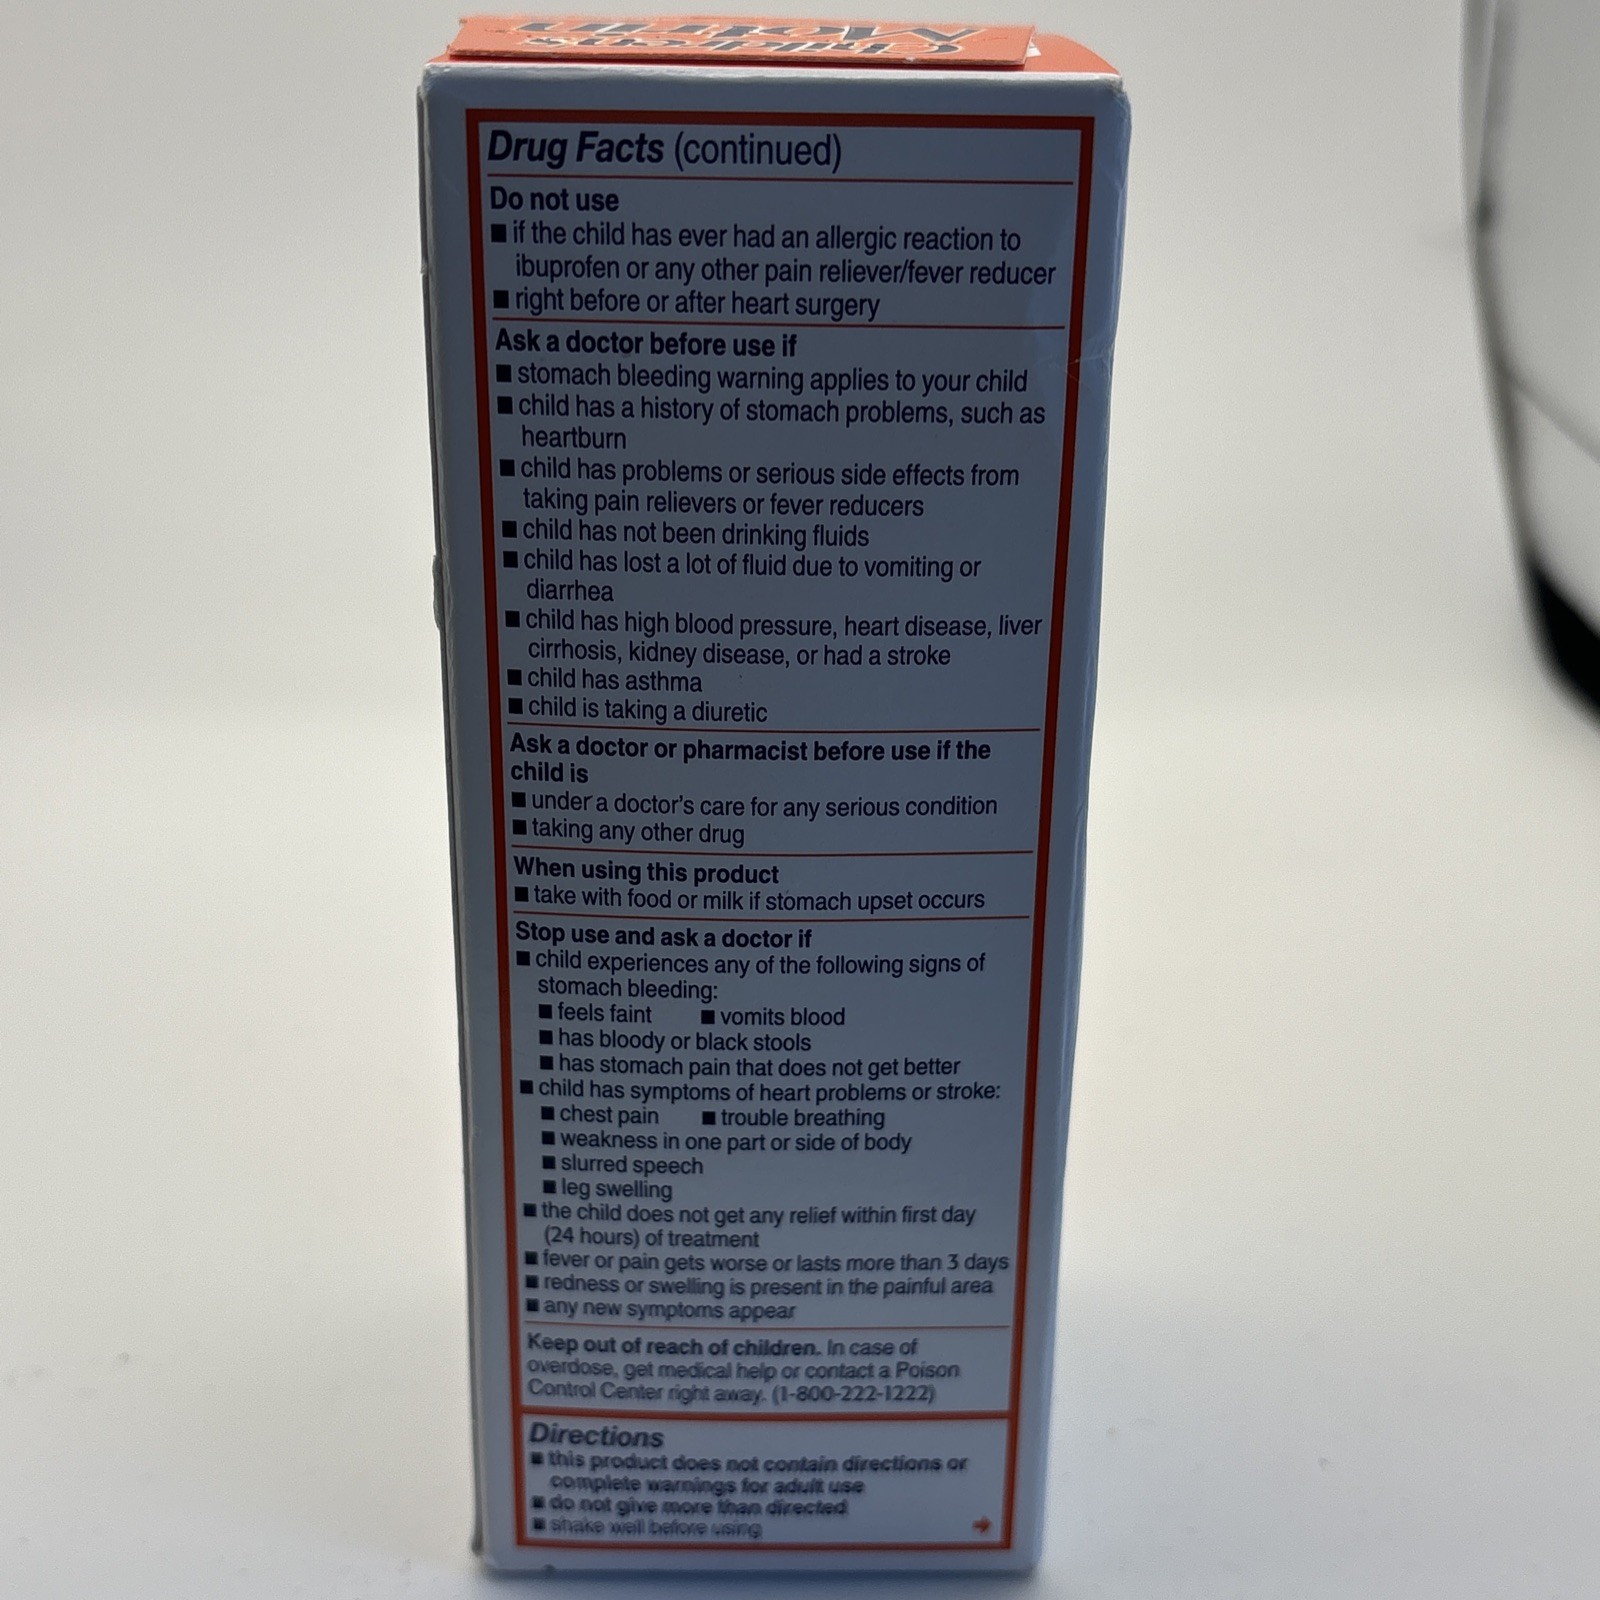 Children's
Motrin
Drug Facts (continued)
Do not use
■ if the child has ever had an allergic reaction to
ibuprofen or any other pain reliever/fever reducer
■ right before or after heart surgery
Ask a doctor before use if
■ stomach bleeding warning applies to your child
■ child has a history of stomach problems, such as
heartburn
■ child has problems or serious side effects from
taking pain relievers or fever reducers
■ child has not been drinking fluids
■ child has lost a lot of fluid due to vomiting or
diarrhea
■ child has high blood pressure, heart disease, liver
cirrhosis, kidney disease, or had a stroke
■ child has asthma
■ child is taking a diuretic
Ask a doctor or pharmacist before use if the
child is
■ under a doctor's care for any serious condition
■ taking any other drug
When using this product
■ take with food or milk if stomach upset occurs
Stop use and ask a doctor if
■ child experiences any of the following signs of
stomach bleeding:
■ feels faint ■ vomits blood
■ has bloody or black stools
■ has stomach pain that does not get better
■ child has symptoms of heart problems or stroke:
■ chest pain ■ trouble breathing
■ weakness in one part or side of body
■ slurred speech
■ leg swelling
■ the child does not get any relief within first day
(24 hours) of treatment
■ fever or pain gets worse or lasts more than 3 days
■ redness or swelling is present in the painful area
■ any new symptoms appear
Keep out of reach of children. In case of
overdose, get medical help or contact a Poison
Control Center right away. (1-800-222-1222)
Directions
■ this product does not contain directions or
complete warnings for adult use
■ do not give more than directed
■ shake well before using